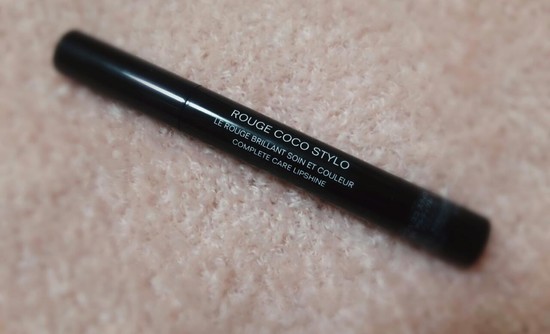 ROUGE COCO STYLO
LE ROUGE BRILLANT SOIN ET COULEUR
COMPLETE CARE LIPSHINE